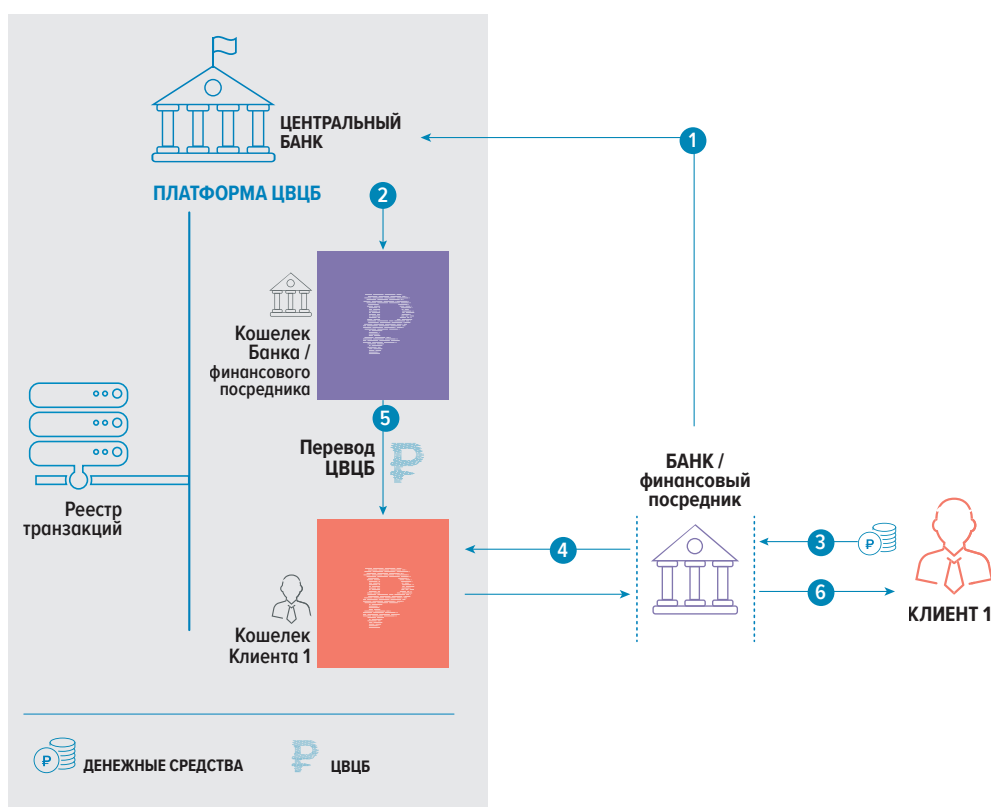 ЦЕНТРАЛЬНЫЙ
БАНК
1
ПЛАТФОРМА ЦВЦБ
2
Кошелек
Банка /
финансового
посредника
5
Перевод
ЦВЦБ
Реестр
транзакций
БАНК /
финансовый
посредник
4
3
₽
6
КЛИЕНТ 1
Кошелек
Клиента 1
₽
ДЕНЕЖНЫЕ СРЕДСТВА
ЦВЦБ